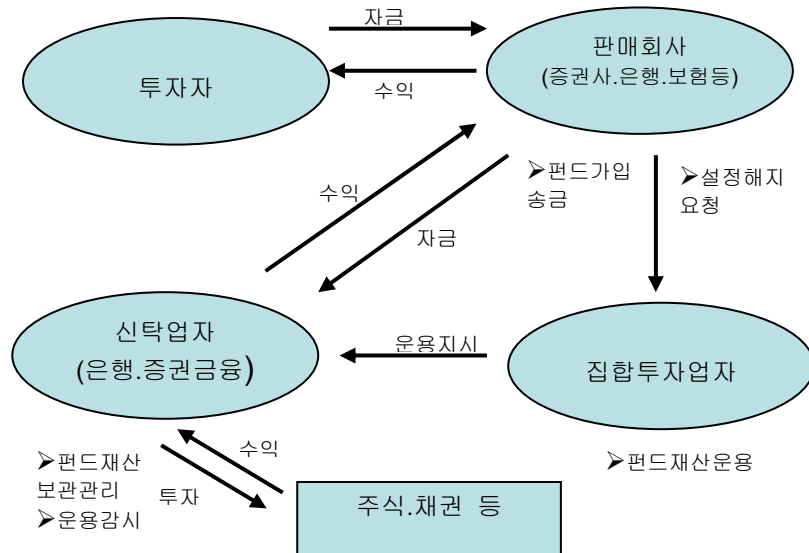 자금
판매회사
(증권사.은행.보험등)
투자자
수익
수익
➢펀드가입
송금
➢설정해지
요청
자금
신탁업자
(은행.증권금융)
운용지시
집합투자업자
수익
➢펀드재산
보관관리
➢운용감시
투자
➢펀드재산운용
주식.채권 등